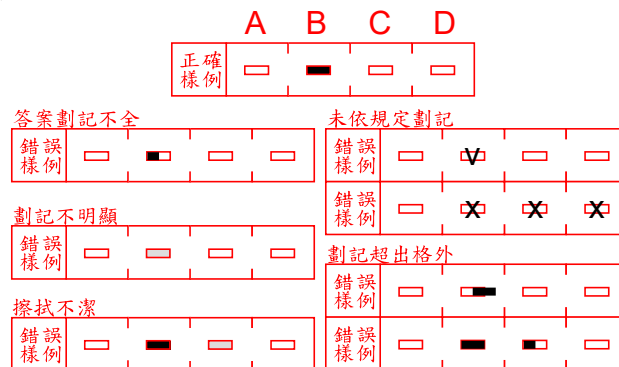 A B C D
正確
樣例
答案劃記不全
錯誤
樣例
V
未依規定劃記
錯誤
樣例
V
錯誤
樣例
X X X
劃記不明顯
錯誤
樣例
劃記超出格外
錯誤
樣例
錯誤
樣例
擦拭不潔
錯誤
樣例